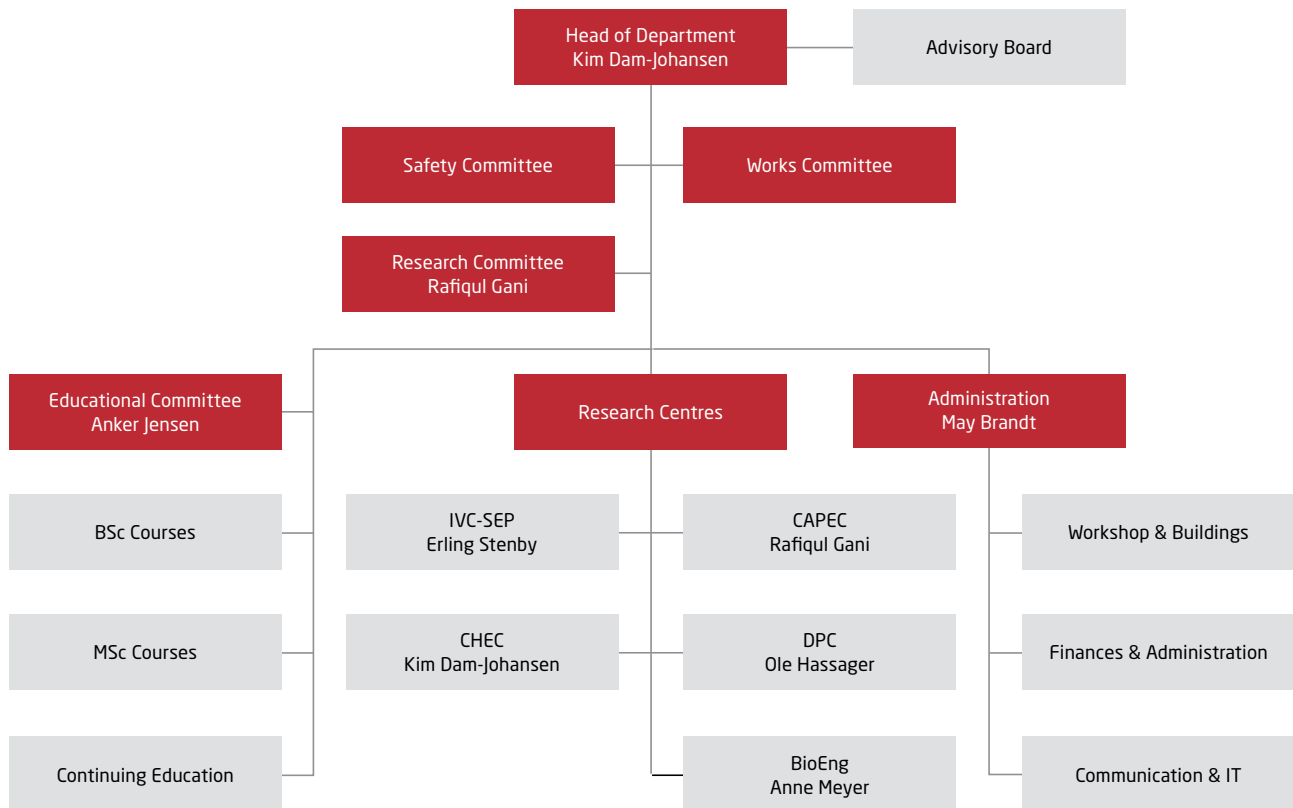 Head of Department
Kim Dam-Johansen
Advisory Board
Safety Committee
Works Committee
Research Committee
Rafiqul Gani
Educational Committee
Anker Jensen
Research Centres
Administration
May Brandt
BSc Courses
IVC-SEP
Erling Stenby
CAPEC
Rafiqul Gani
Workshop & Buildings
MSc Courses
CHEC
Kim Dam-Johansen
DPC
Ole Hassager
Finances & Administration
Continuing Education
BioEng
Anne Meyer
Communication & IT